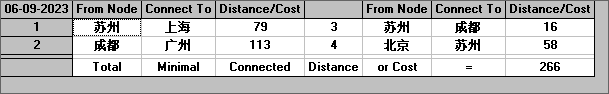 06-09-2023 From Node Connect To Distance/Cost From Node Connect To Distance/Cost
1 苏州 上海 79 3 苏州 成都 16
2 成都 广州 113 4 北京 苏州 58
Total Minimal Connected Distance or Cost = 266